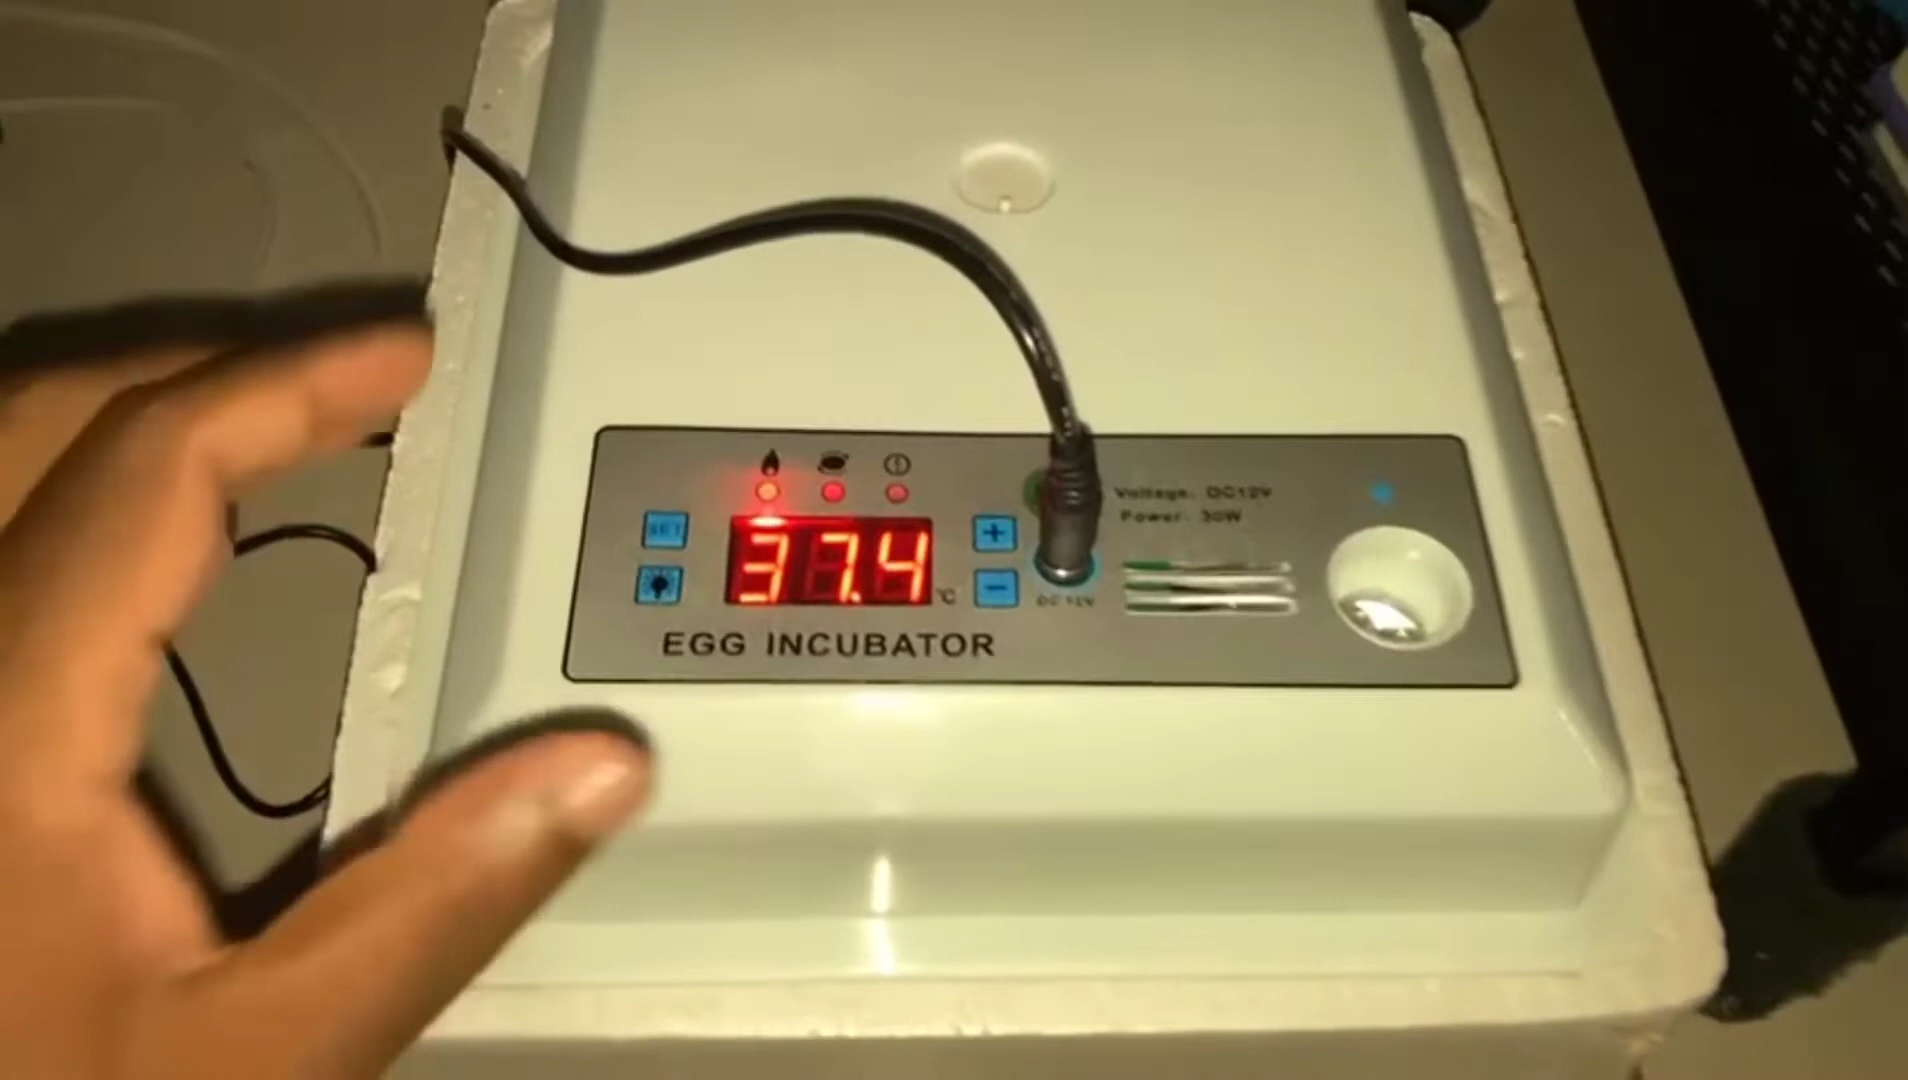 Voltage: DC12V
Power: 30W
SET
37.4
+
°C
-
DC 12V
EGG INCUBATOR